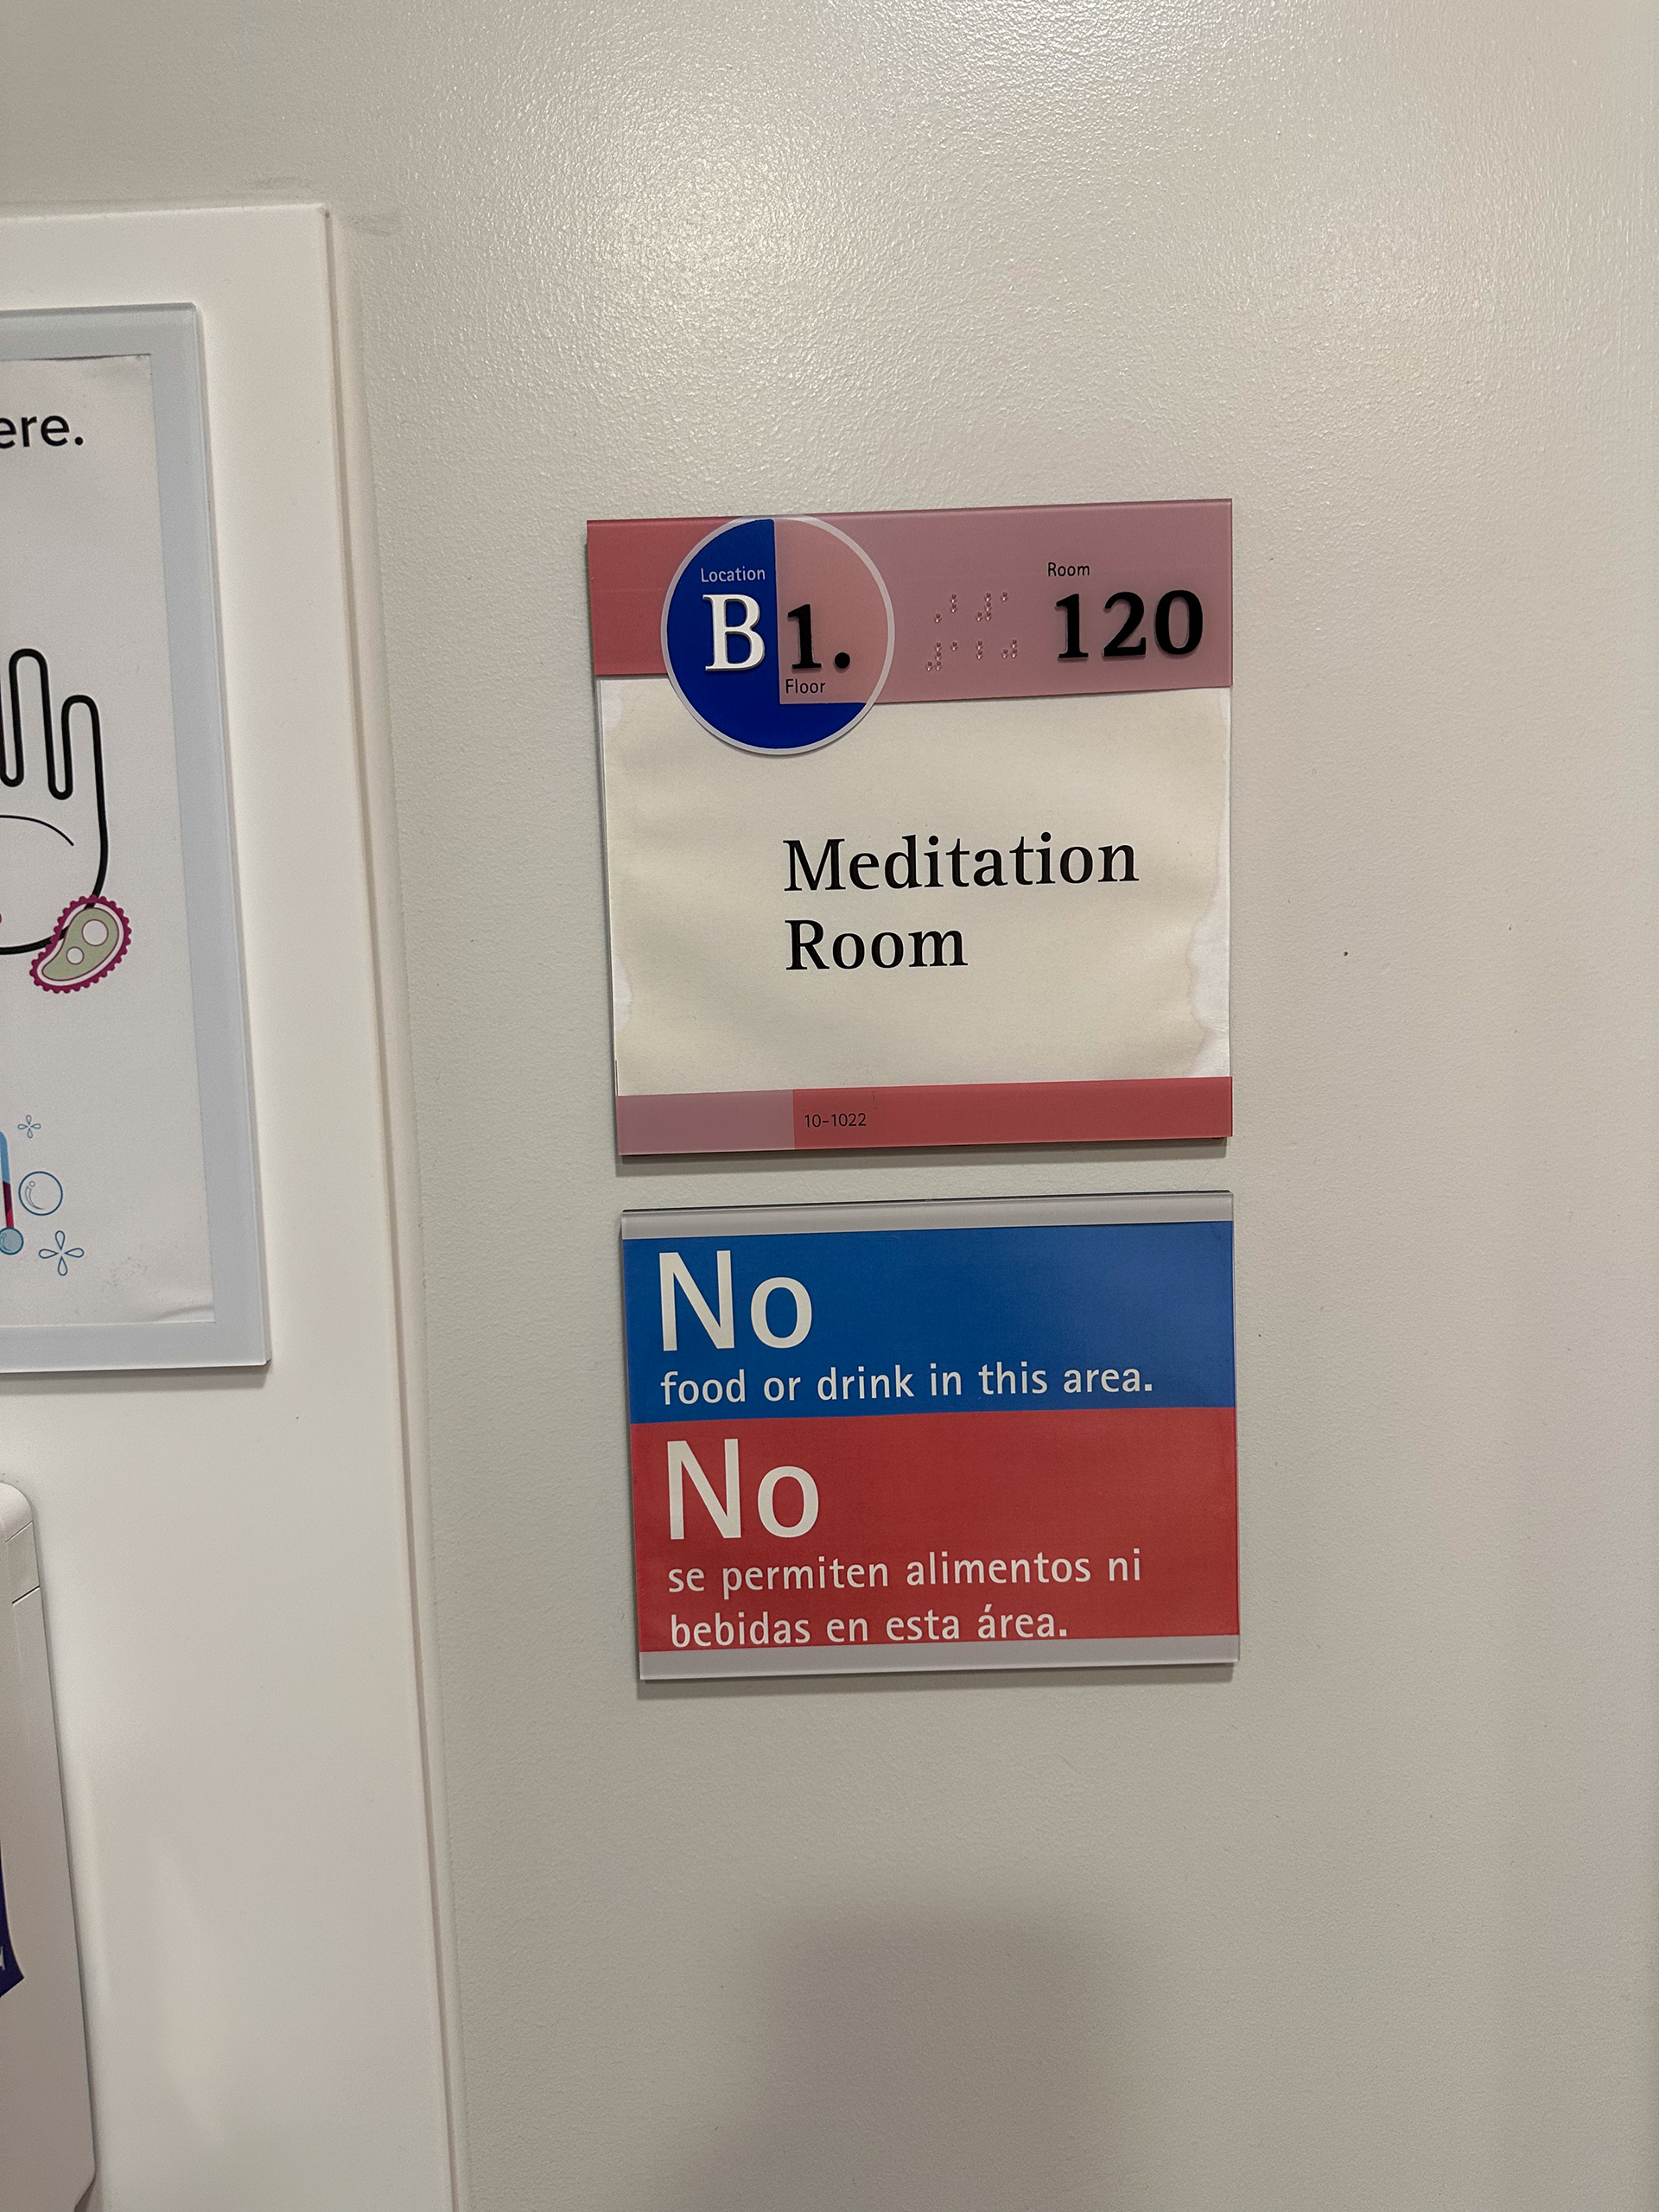 ere.
Location
B 1.
Floor
Room
120
Meditation
Room
10-1022
No
food or drink in this area.
No
se permiten alimentos ni
bebidas en esta área.